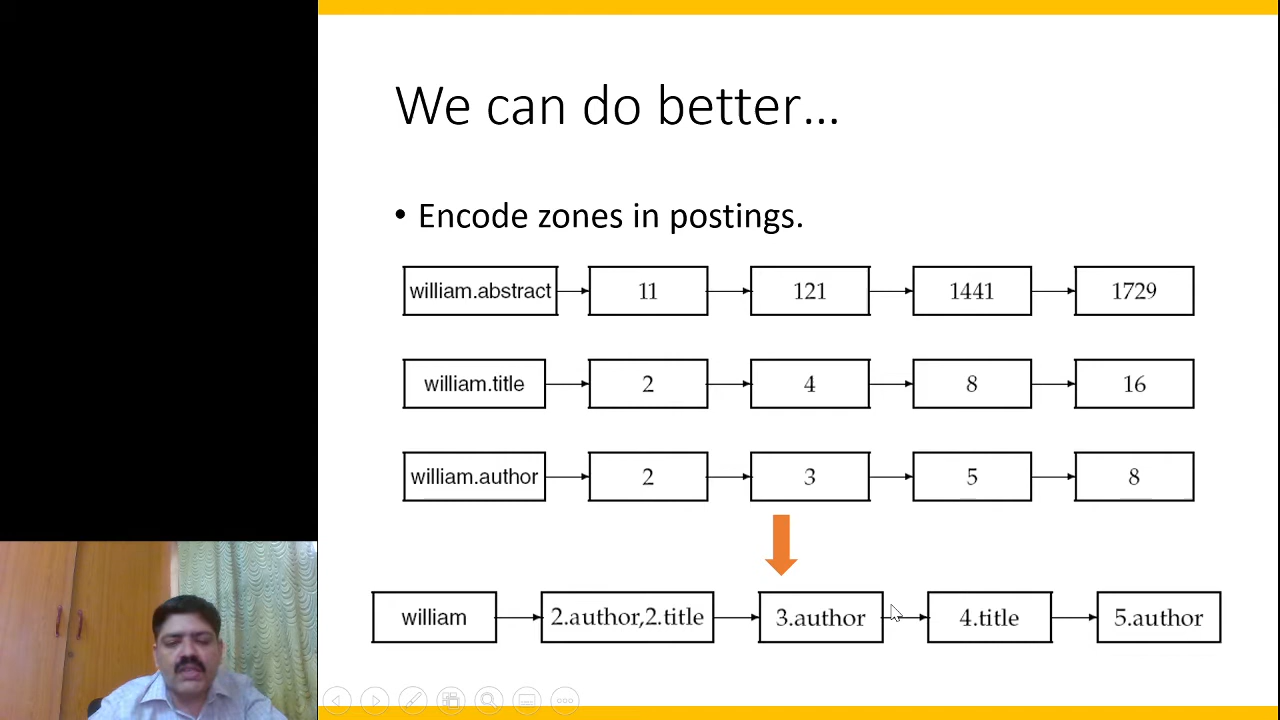 We can do better...
• Encode zones in postings.
william.abstract 11 121 1441 1729
william.title 2 4 8 16
william.author 2 3 5 8
william 2.author,2.title 3.author 4.title 5.author